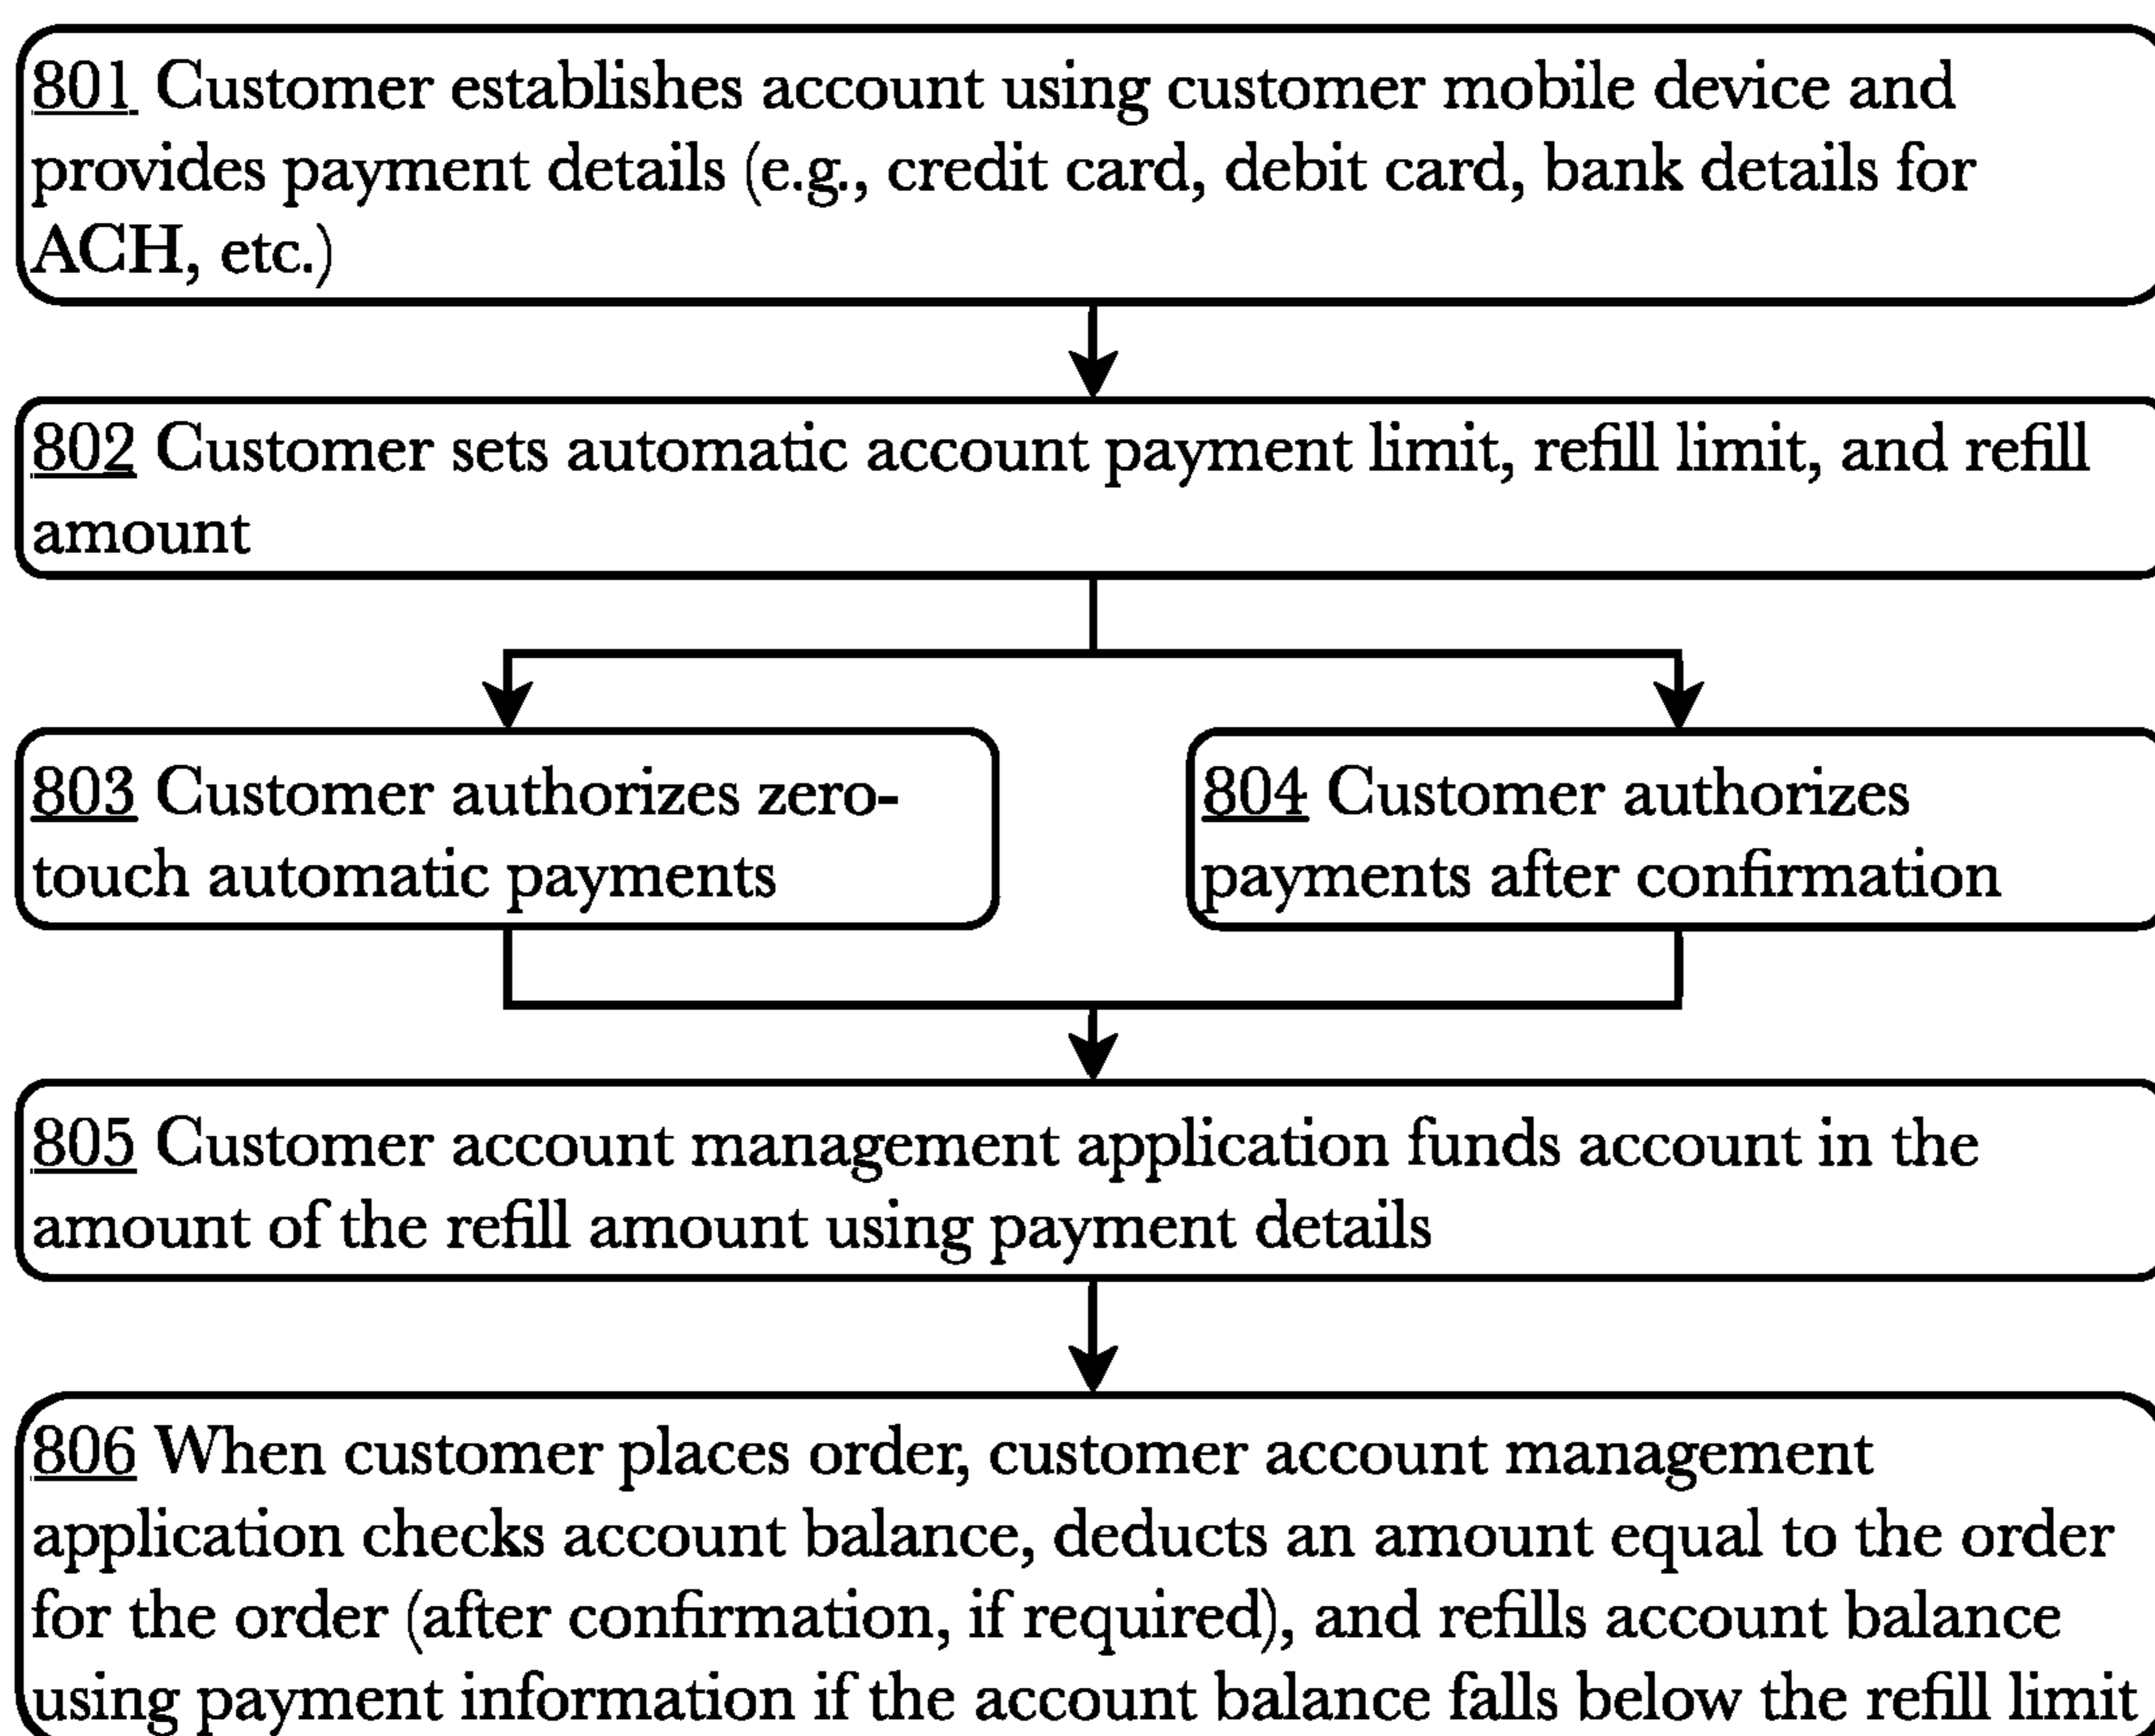 801 Customer establishes account using customer mobile device and
provides payment details (e.g., credit card, debit card, bank details for
ACH, etc.)
802 Customer sets automatic account payment limit, refill limit, and refill
amount
803 Customer authorizes zero-
touch automatic payments
804 Customer authorizes
payments after confirmation
805 Customer account management application funds account in the
amount of the refill amount using payment details
806 When customer places order, customer account management
application checks account balance, deducts an amount equal to the order
for the order (after confirmation, if required), and refills account balance
using payment information if the account balance falls below the refill limit